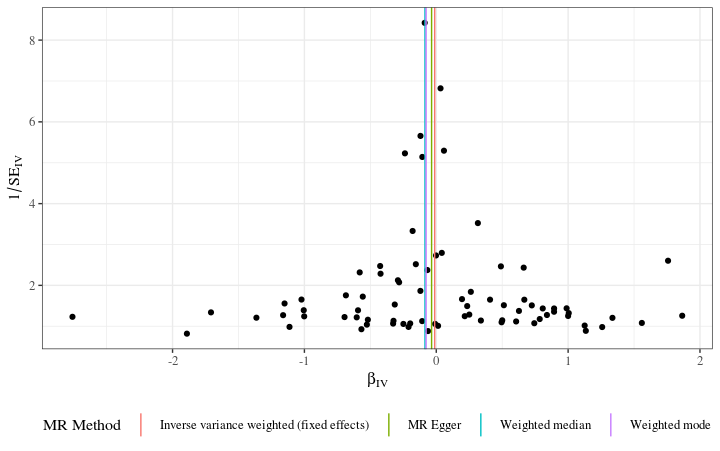 8
6
4
2
1/SE_IV
-2 -1 0 1 2
β_IV
MR Method Inverse variance weighted (fixed effects) MR Egger Weighted median Weighted mode